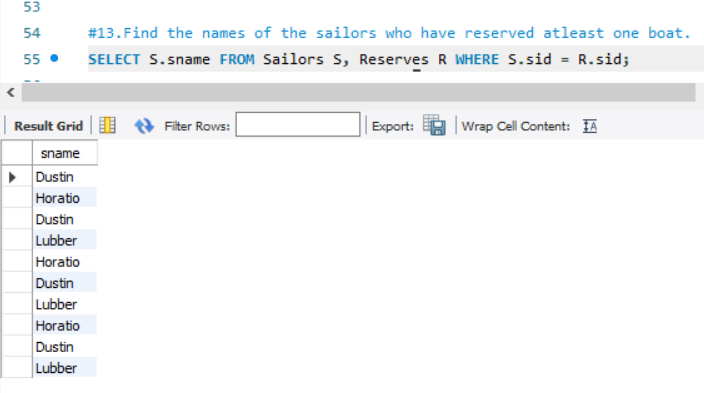 53
54 #13.Find the names of the sailors who have reserved atleast one boat.
55 SELECT S.sname FROM Sailors S, Reserves R WHERE S.sid = R.sid;
Result Grid Filter Rows: Export: Wrap Cell Content:
sname
Dustin
Horatio
Dustin
Lubber
Horatio
Dustin
Lubber
Horatio
Dustin
Lubber